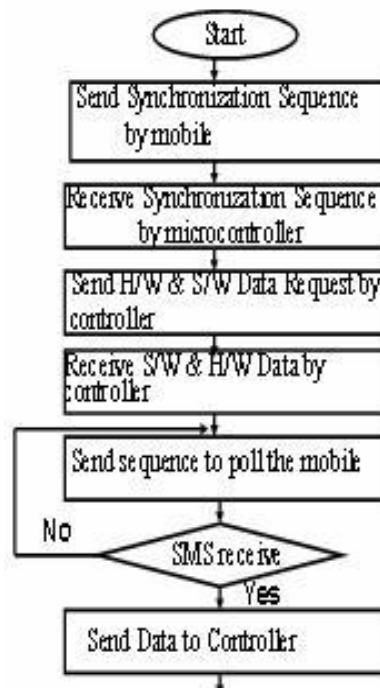 Start
Send Synchronization Sequence
by mobile
Receive Synchronization Sequence
by microcontroller
Send H/W & S/W Data Request by
controller
Receive S/W & H/W Data by
controller
Send sequence to poll the mobile
No
SMS receive
Yes
Send Data to Controller